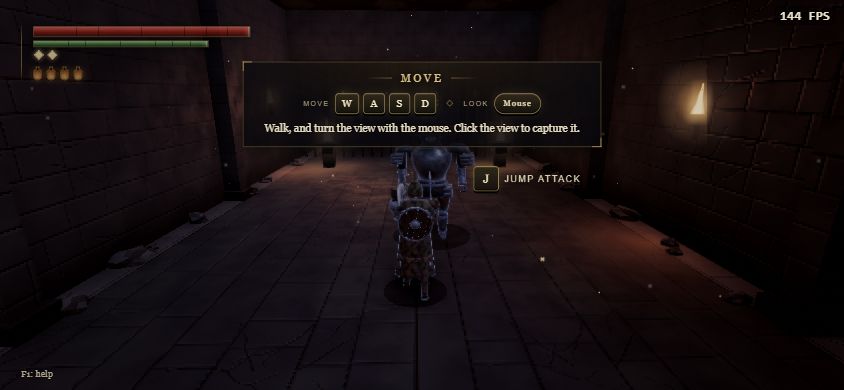 144 FPS
MOVE
MOVE W A S D LOOK Mouse
Walk, and turn the view with the mouse. Click the view to capture it.
J JUMP ATTACK
F1: help